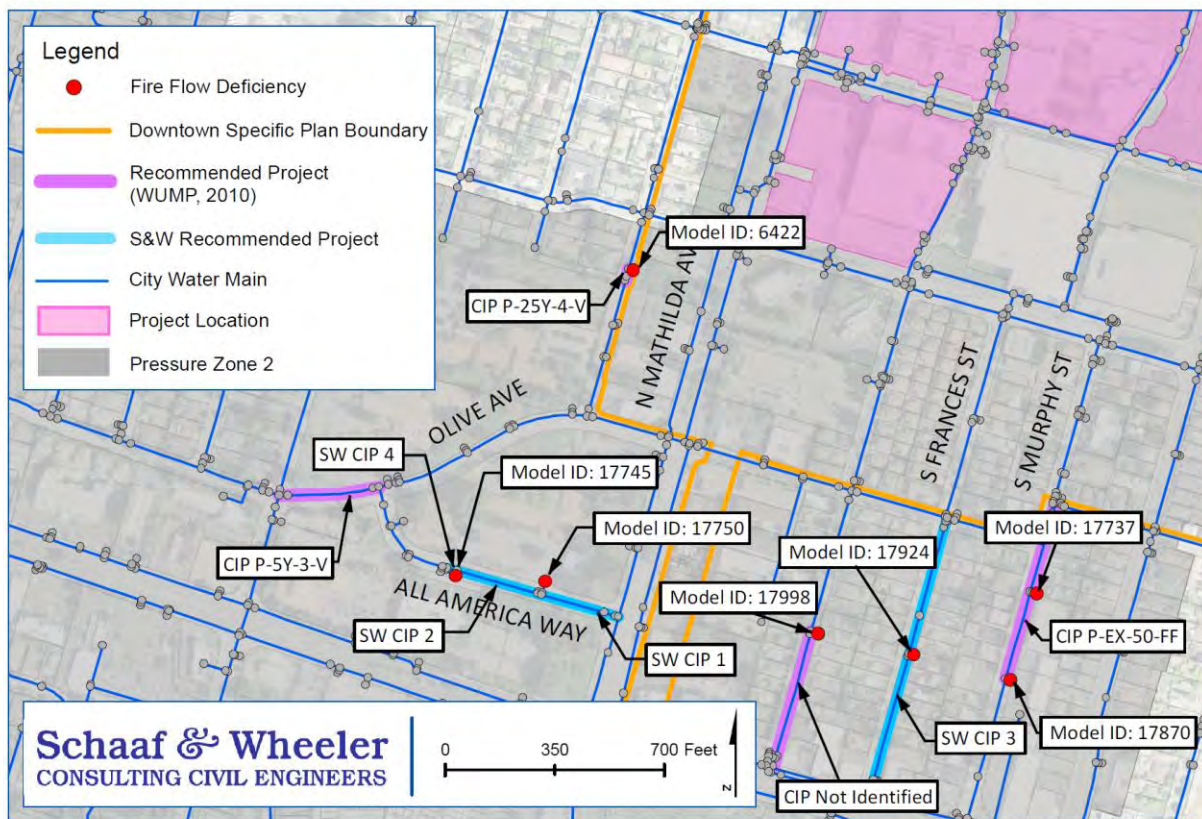 Legend
Fire Flow Deficiency
Downtown Specific Plan Boundary
Recommended Project
(WUMP, 2010)
S&W Recommended Project
City Water Main
Project Location
Pressure Zone 2
Model ID: 6422
CIP P-25Y-4-V
N MATHILDA AV
OLIVE AVE
S FRANCES ST
S MURPHY ST
SW CIP 4
Model ID: 17745
Model ID: 17750
Model ID: 17924
Model ID: 17737
CIP P-5Y-3-V
Model ID: 17998
ALL AMERICA WAY
SW CIP 2
SW CIP 1
CIP P-EX-50-FF
SW CIP 3
Model ID: 17870
CIP Not Identified
Schaaf & Wheeler
CONSULTING CIVIL ENGINEERS
0 350 700 Feet
N